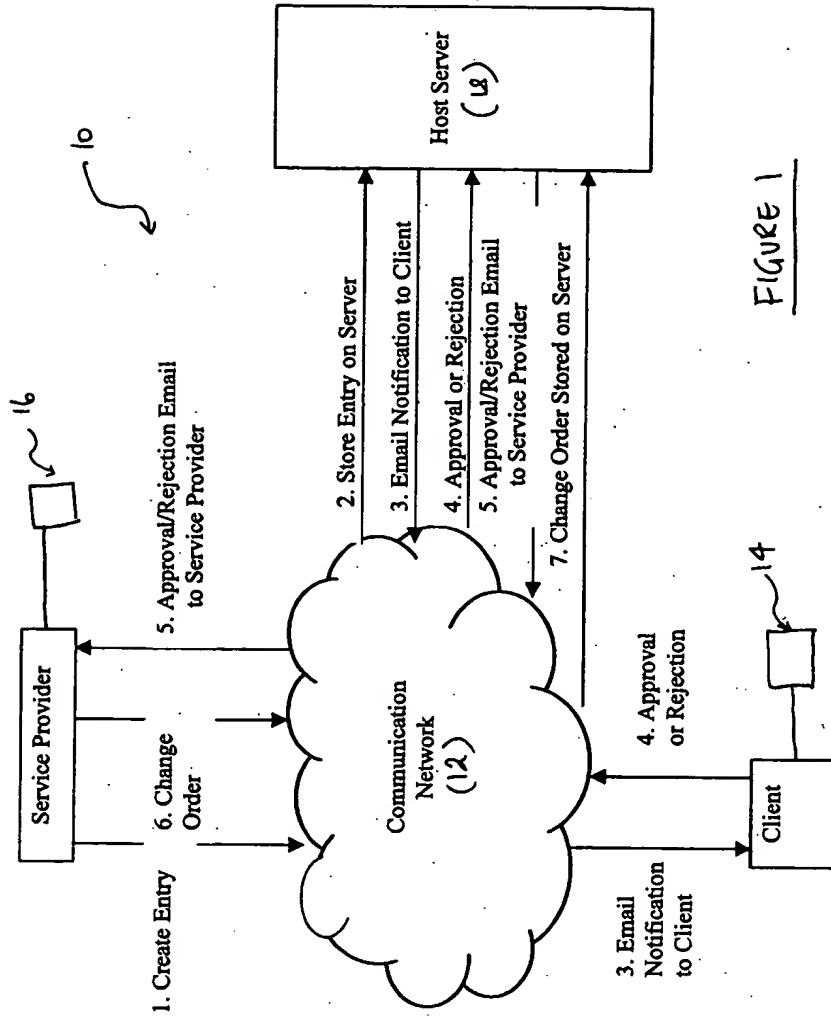 10
Service Provider
16
1. Create Entry
6. Change
Order
5. Approval/Rejection Email
to Service Provider
Communication
Network
(12)
2. Store Entry on Server
3. Email Notification to Client
4. Approval or Rejection
5. Approval/Rejection Email
to Service Provider
7. Change Order Stored on Server
Host Server
(18)
3. Email
Notification
to Client
4. Approval
or Rejection
Client
14
FIGURE 1